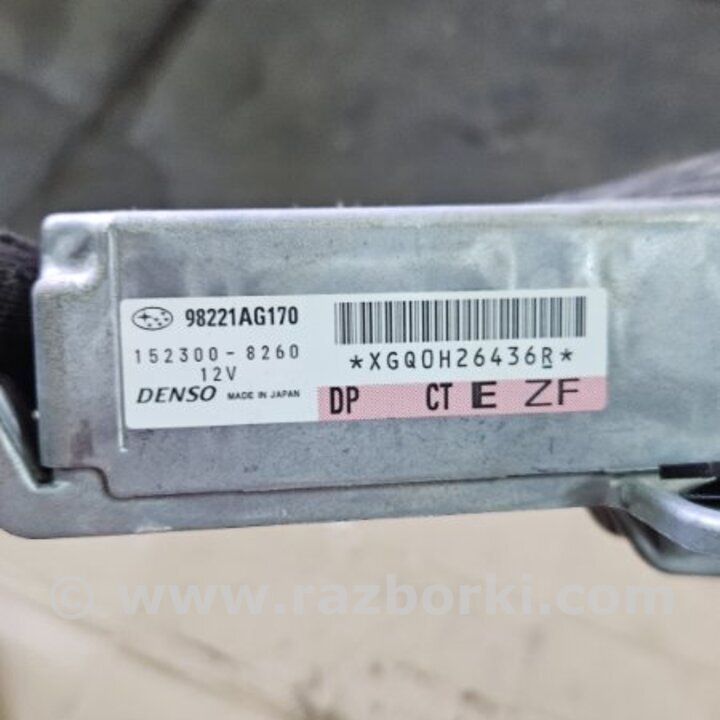 98221AG170
152300-8260
12V
DENSO MADE IN JAPAN
*XGQ0H26436R*
DP CT E ZF
© www.razborki.com